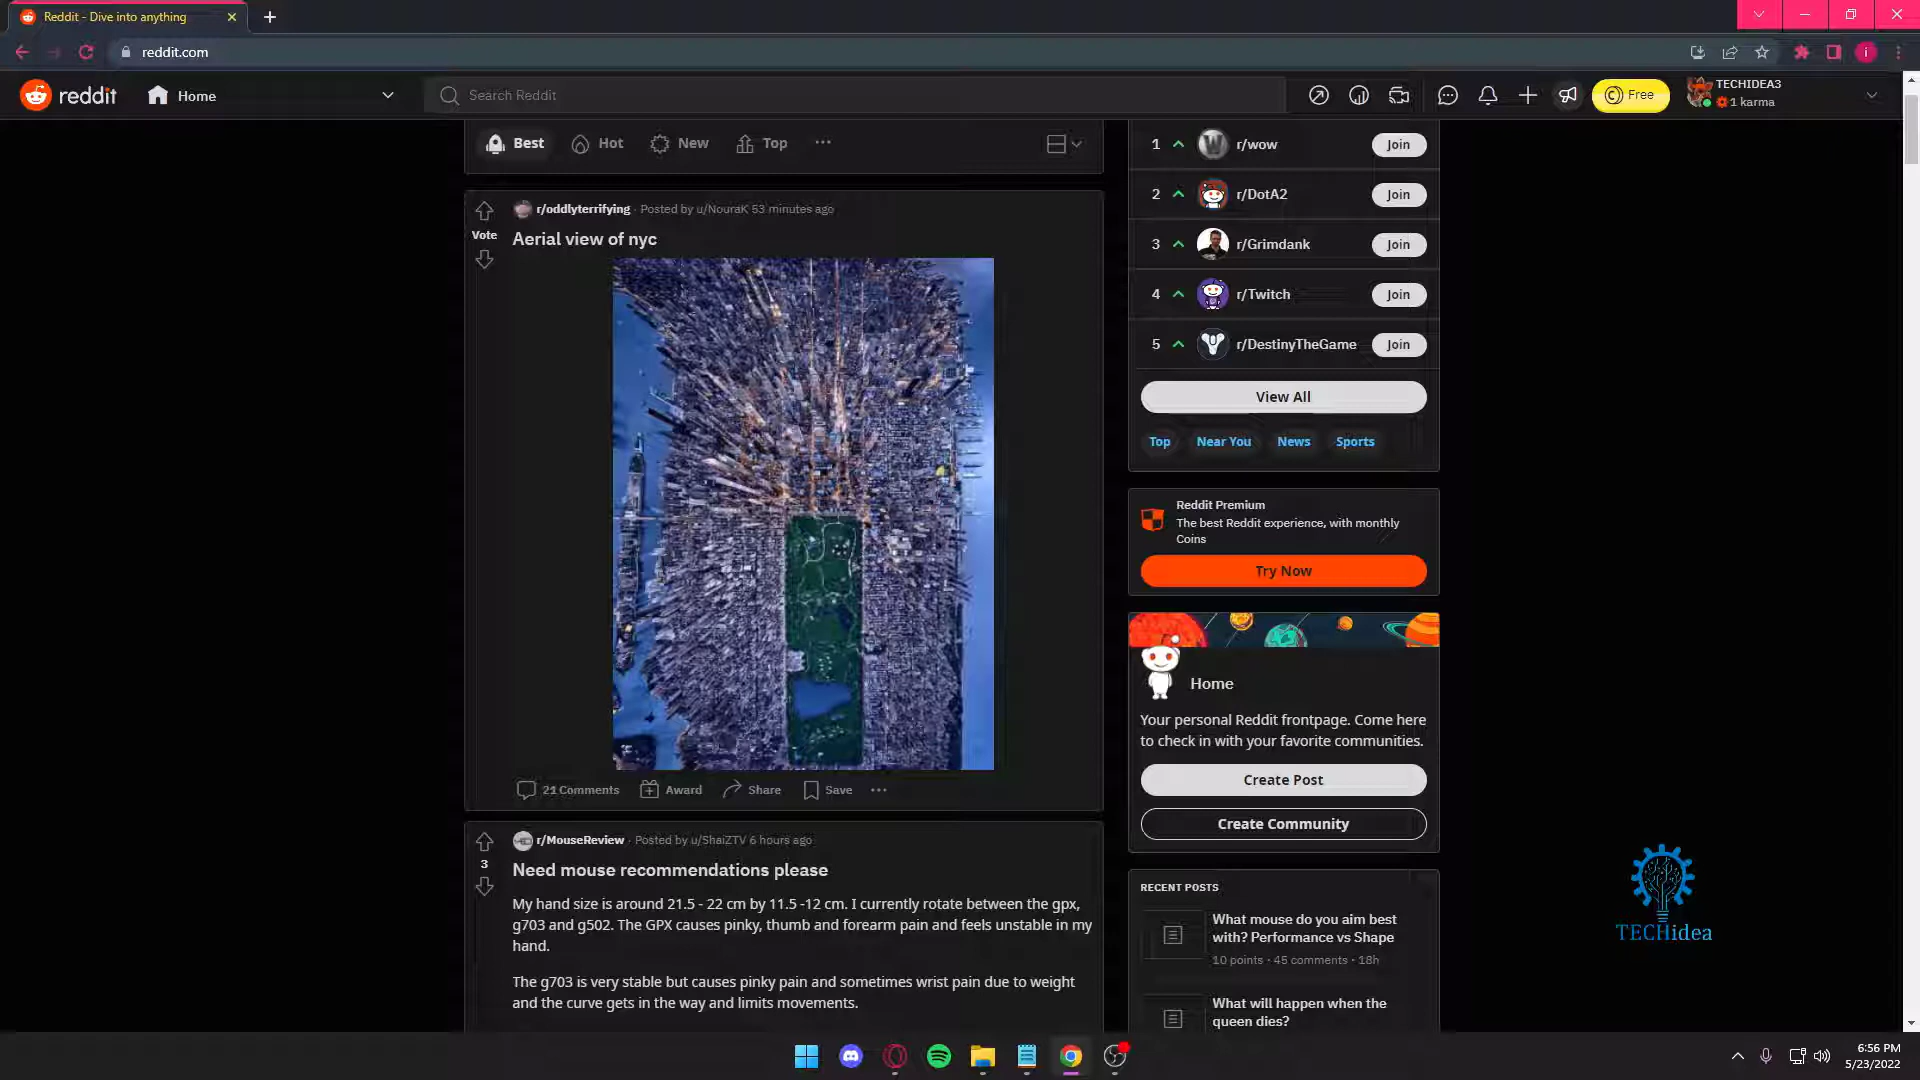 Reddit - Dive into anything
reddit.com
reddit
Home
Search Reddit
Free
TECHIDEA3
1 karma
Best
Hot
New
Top
r/oddlyterrifying · Posted by u/NouraK 53 minutes ago
Vote
Aerial view of nyc
21 Comments
Award
Share
Save
r/MouseReview · Posted by u/ShaiZTV 6 hours ago
3
Need mouse recommendations please
My hand size is around 21.5 - 22 cm by 11.5 -12 cm. I currently rotate between the gpx,
g703 and g502. The GPX causes pinky, thumb and forearm pain and feels unstable in my
hand.
The g703 is very stable but causes pinky pain and sometimes wrist pain due to weight
and the curve gets in the way and limits movements.
1 r/wow Join
2 r/DotA2 Join
3 r/Grimdank Join
4 r/Twitch Join
5 r/DestinyTheGame Join
View All
Top
Near You
News
Sports
Reddit Premium
The best Reddit experience, with monthly
Coins
Try Now
Home
Your personal Reddit frontpage. Come here
to check in with your favorite communities.
Create Post
Create Community
RECENT POSTS
What mouse do you aim best
with? Performance vs Shape
10 points · 45 comments · 18h
What will happen when the
queen dies?
TECHidea
6:56 PM
5/23/2022